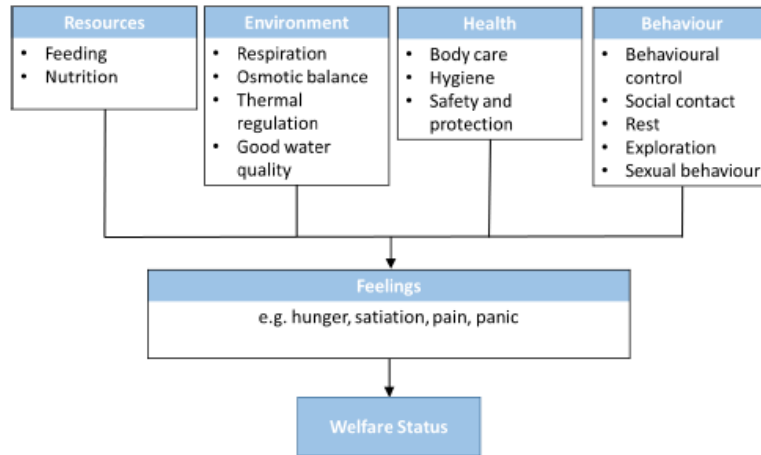 Resources
• Feeding
• Nutrition
Environment
• Respiration
• Osmotic balance
• Thermal
regulation
• Good water
quality
Health
• Body care
• Hygiene
• Safety and
protection
Behaviour
• Behavioural
control
• Social contact
• Rest
• Exploration
• Sexual behaviour
Feelings
e.g. hunger, satiation, pain, panic
Welfare Status